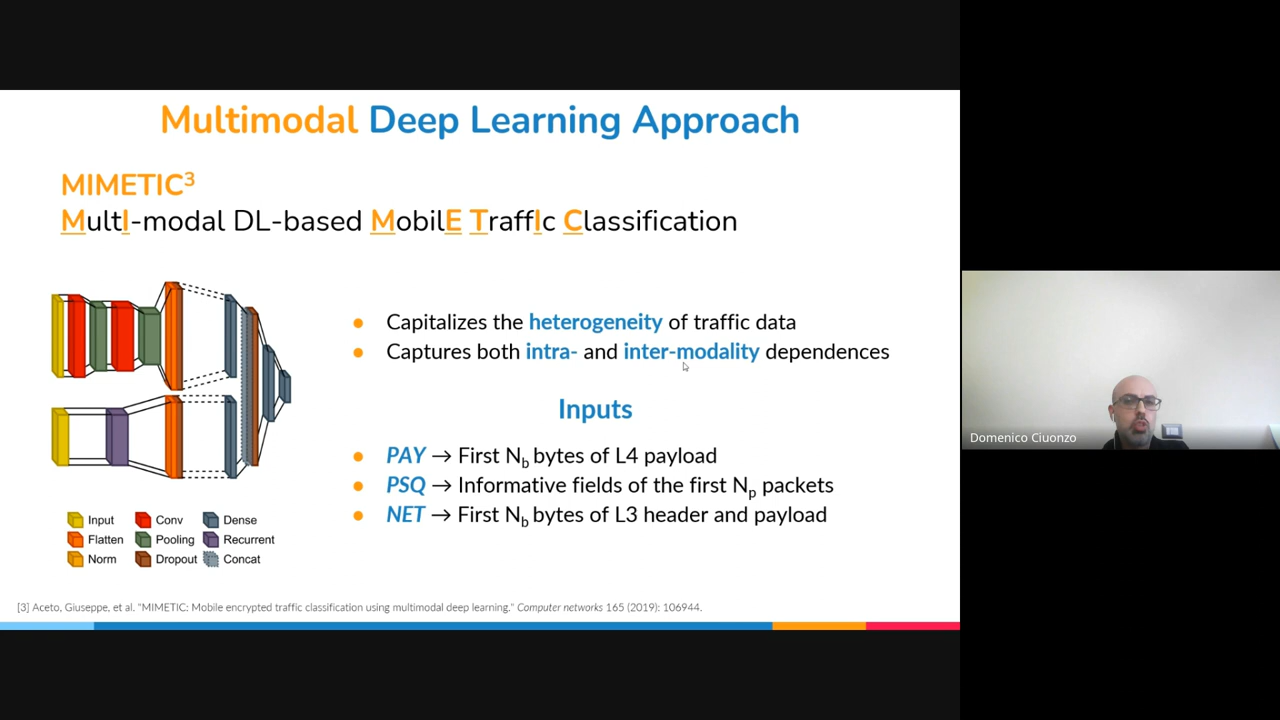 Multimodal Deep Learning Approach
MIMETIC³
MultI-modal DL-based MobilE TraffIc Classification
● Capitalizes the heterogeneity of traffic data
● Captures both intra- and inter-modality dependences
Inputs
● PAY → First Nb bytes of L4 payload
● PSQ → Informative fields of the first Np packets
● NET → First Nb bytes of L3 header and payload
Input Conv Dense
Flatten Pooling Recurrent
Norm Dropout Concat
[3] Aceto, Giuseppe, et al. "MIMETIC: Mobile encrypted traffic classification using multimodal deep learning." Computer networks 165 (2019): 106944.
Domenico Ciuonzo